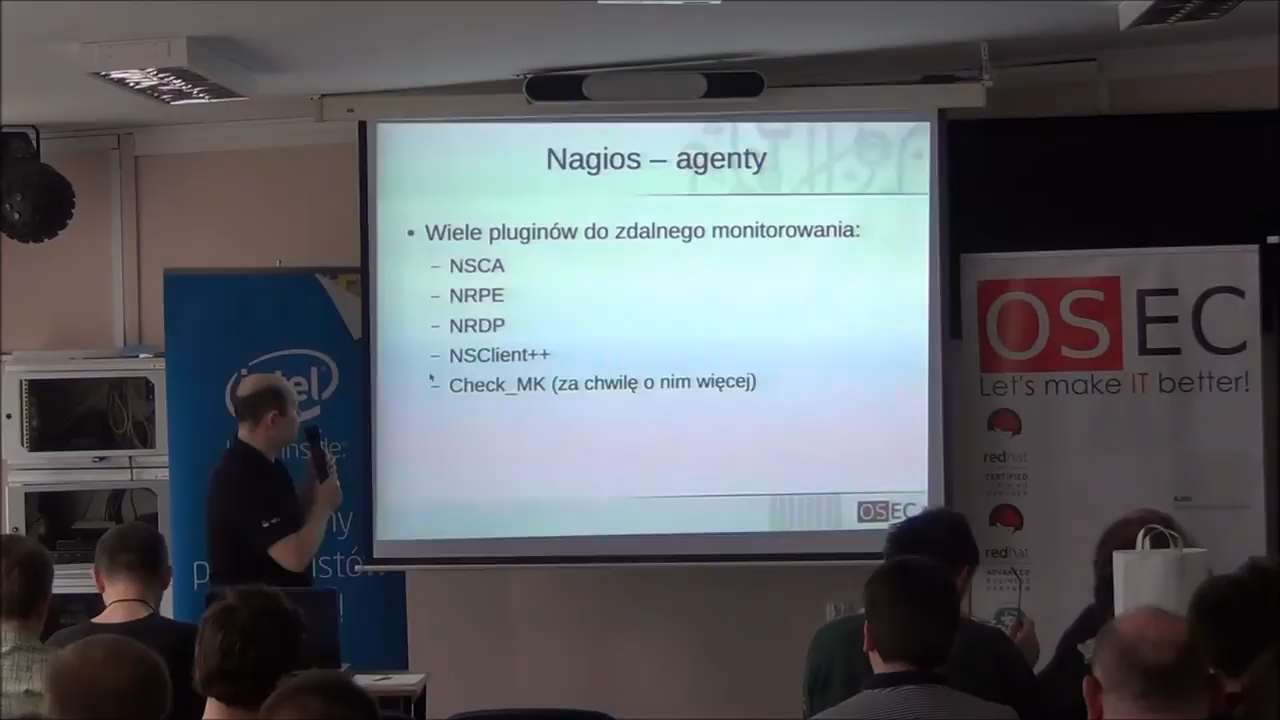 Nagios – agenty
• Wiele pluginów do zdalnego monitorowania:
– NSCA
– NRPE
– NRDP
– NSClient++
– Check_MK (za chwilę o nim więcej)
OSEC
intel
inside
OSEC
Let's make IT better!
redhat
CERTIFIED
PARTNER
redhat
ADVANCED
BUSINESS
PARTNER